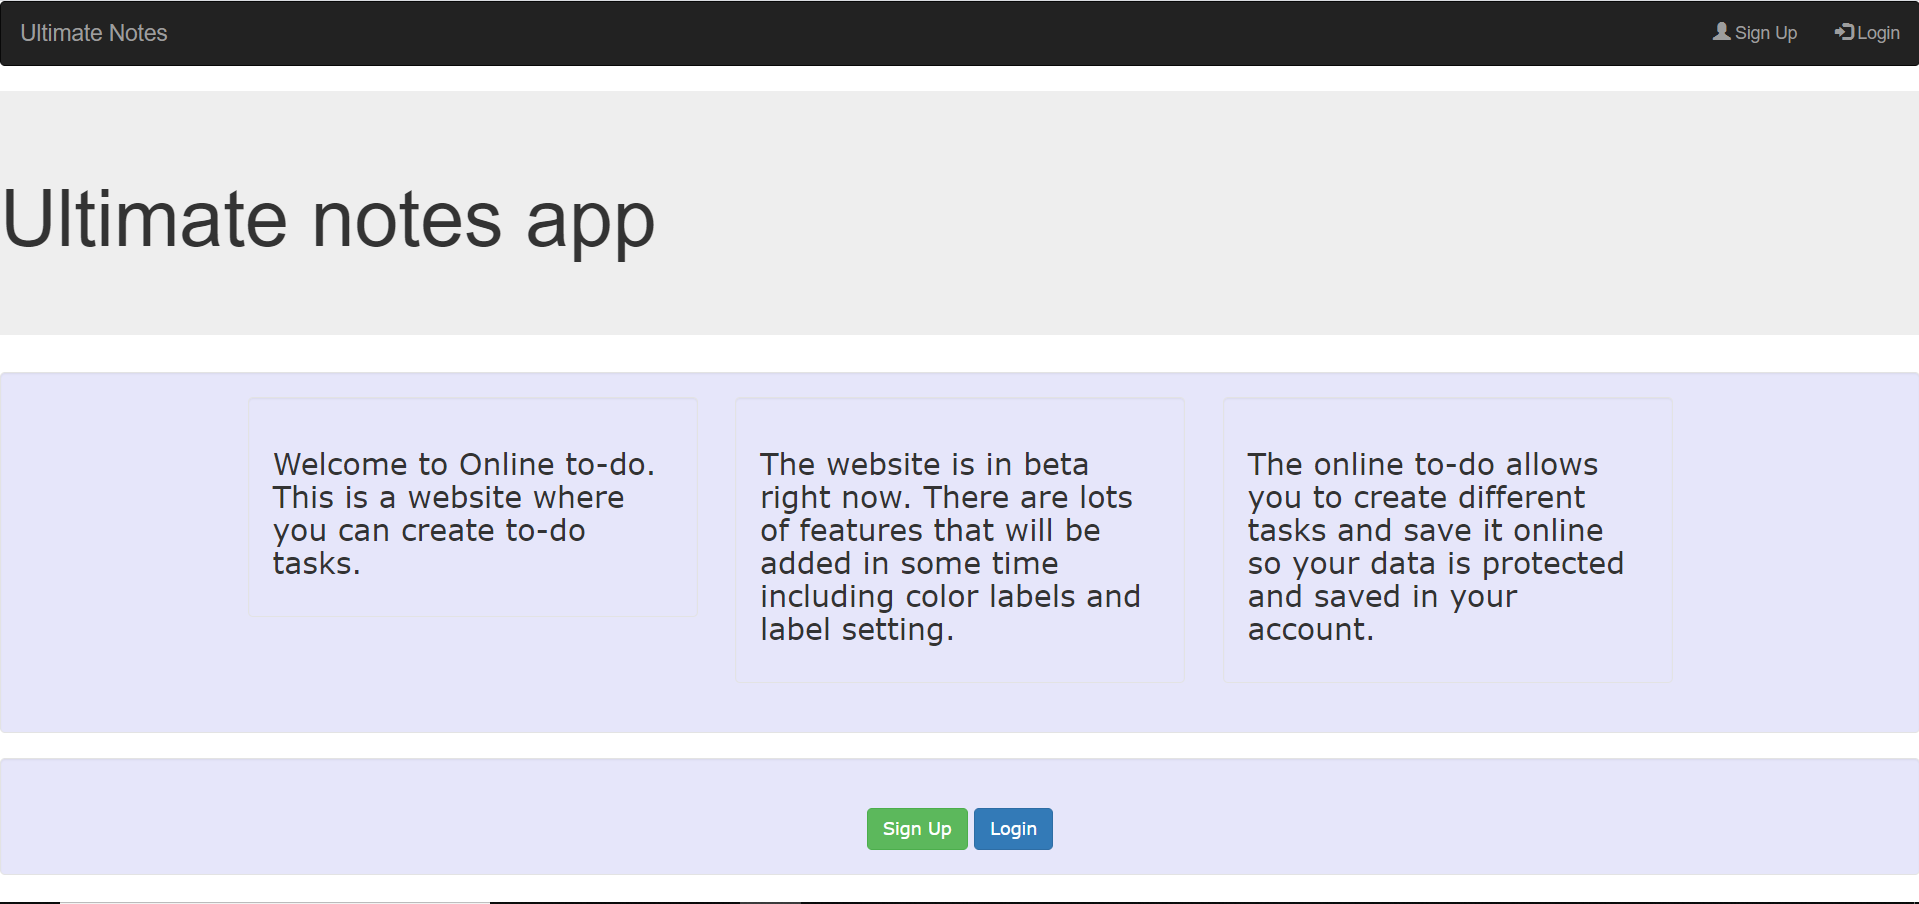 Ultimate Notes
Sign Up
Login
Ultimate notes app
Welcome to Online to-do.
This is a website where
you can create to-do
tasks.
The website is in beta
right now. There are lots
of features that will be
added in some time
including color labels and
label setting.
The online to-do allows
you to create different
tasks and save it online
so your data is protected
and saved in your
account.
Sign Up
Login